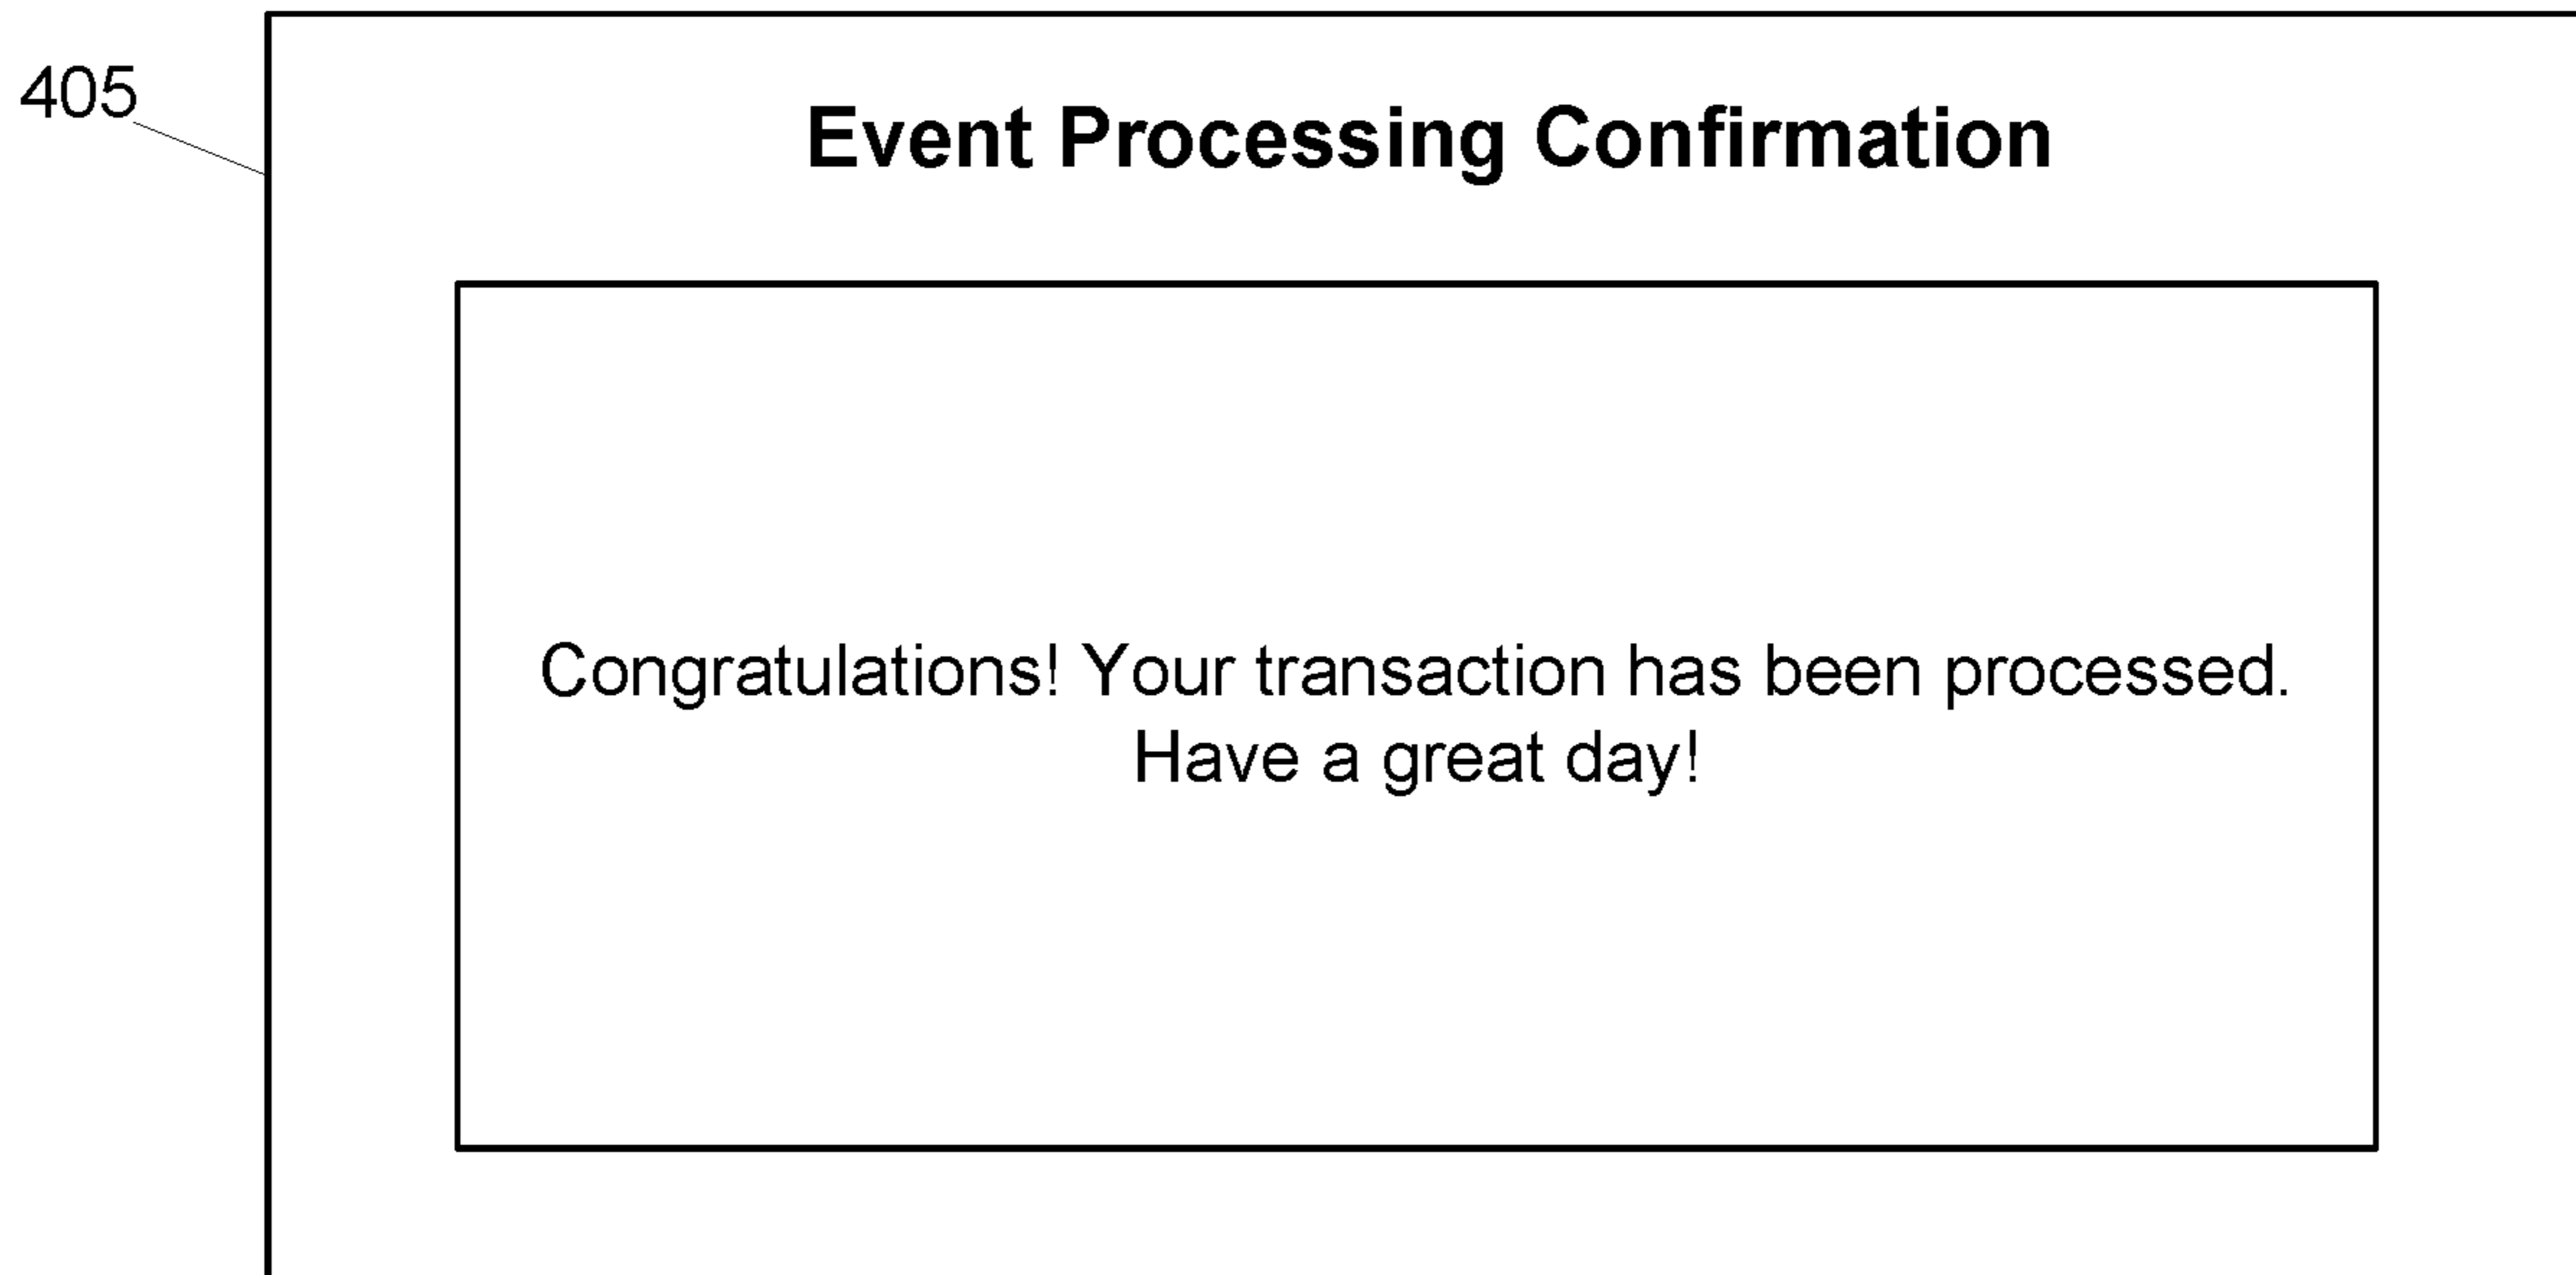 405
Event Processing Confirmation
Congratulations! Your transaction has been processed.
Have a great day!